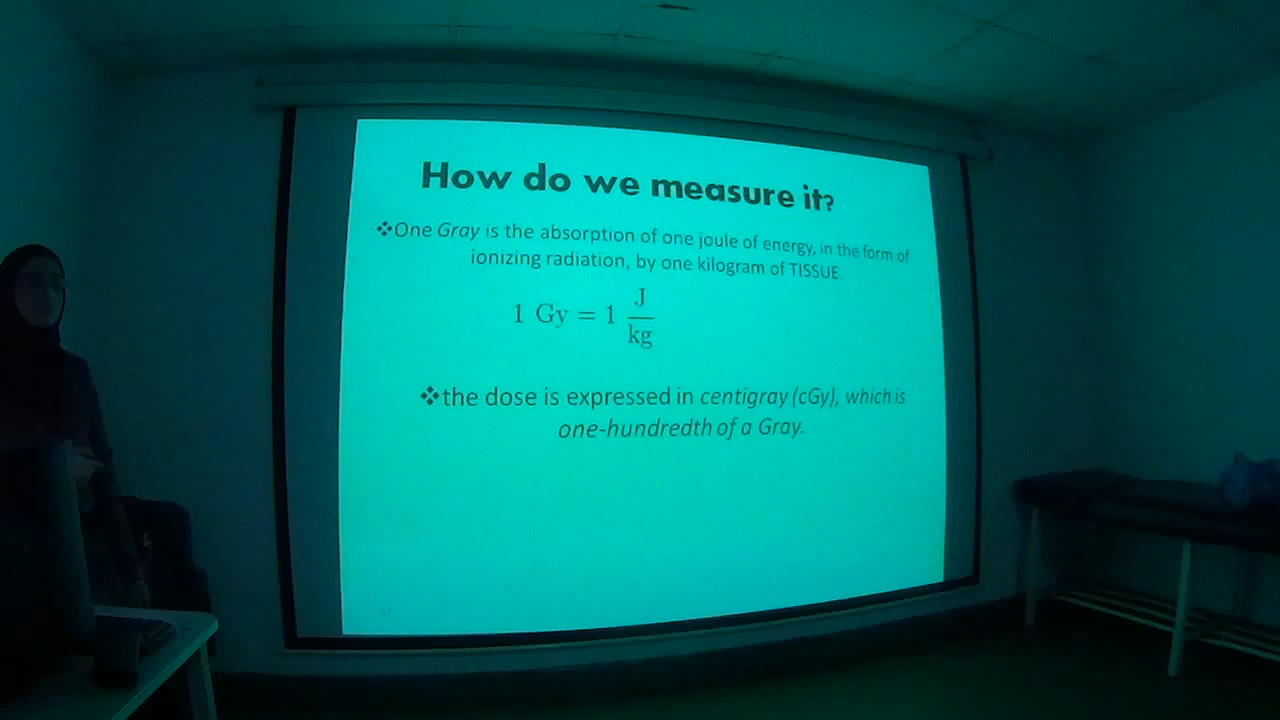 How do we measure it?
❖One Gray is the absorption of one joule of energy, in the form of
ionizing radiation, by one kilogram of TISSUE.
1 Gy = 1 J/kg
❖the dose is expressed in centigray (cGy), which is
one-hundredth of a Gray.